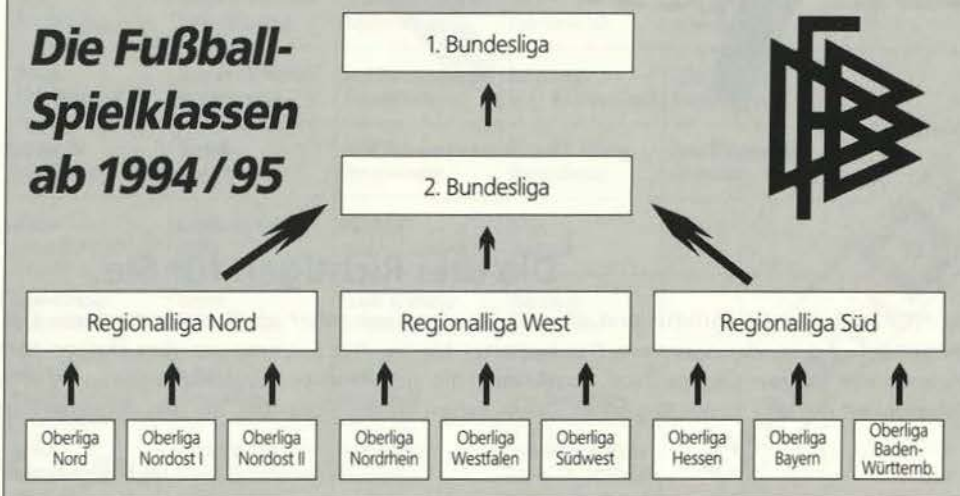 Die Fußball-
Spielklassen
ab 1994/95
1. Bundesliga
2. Bundesliga
Regionalliga Nord
Regionalliga West
Regionalliga Süd
Oberliga
Nord
Oberliga
Nordost I
Oberliga
Nordost II
Oberliga
Nordrhein
Oberliga
Westfalen
Oberliga
Südwest
Oberliga
Hessen
Oberliga
Bayern
Oberliga
Baden-
Württemb.